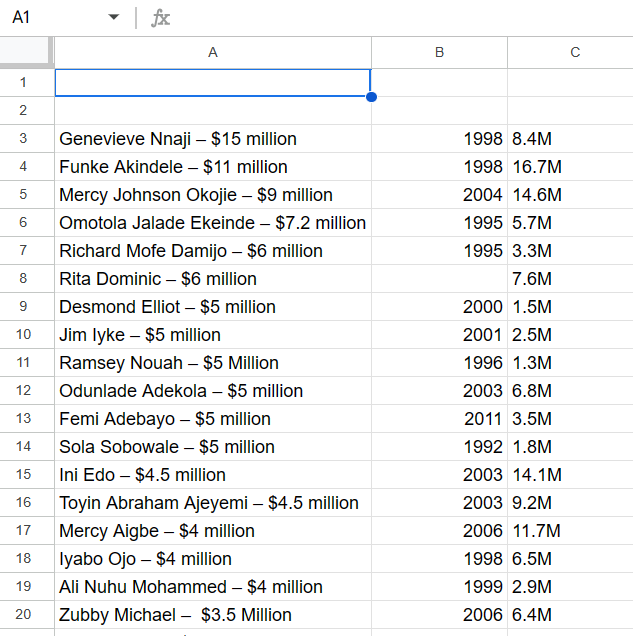 A1 fx
A B C
1
2
3 Genevieve Nnaji – $15 million 1998 8.4M
4 Funke Akindele – $11 million 1998 16.7M
5 Mercy Johnson Okojie – $9 million 2004 14.6M
6 Omotola Jalade Ekeinde – $7.2 million 1995 5.7M
7 Richard Mofe Damijo – $6 million 1995 3.3M
8 Rita Dominic – $6 million 7.6M
9 Desmond Elliot – $5 million 2000 1.5M
10 Jim Iyke – $5 million 2001 2.5M
11 Ramsey Nouah – $5 Million 1996 1.3M
12 Odunlade Adekola – $5 million 2003 6.8M
13 Femi Adebayo – $5 million 2011 3.5M
14 Sola Sobowale – $5 million 1992 1.8M
15 Ini Edo – $4.5 million 2003 14.1M
16 Toyin Abraham Ajeyemi – $4.5 million 2003 9.2M
17 Mercy Aigbe – $4 million 2006 11.7M
18 Iyabo Ojo – $4 million 1998 6.5M
19 Ali Nuhu Mohammed – $4 million 1999 2.9M
20 Zubby Michael –  $3.5 Million 2006 6.4M